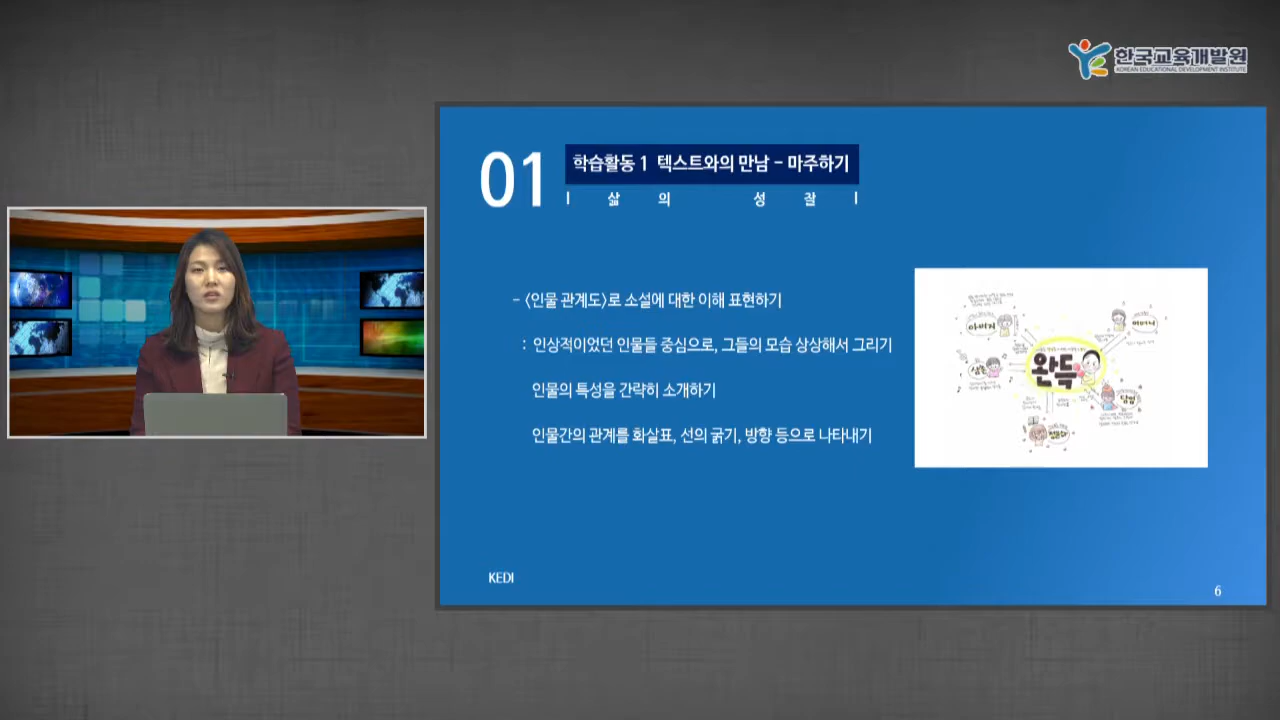 한국교육개발원
KOREAN EDUCATIONAL DEVELOPMENT INSTITUTE
01
학습활동 1 텍스트와의 만남 - 마주하기
| 삶 의 성 찰 |
- <인물 관계도>로 소설에 대한 이해 표현하기
: 인상적이었던 인물들 중심으로, 그들의 모습 상상해서 그리기
인물의 특성을 간략히 소개하기
인물간의 관계를 화살표, 선의 굵기, 방향 등으로 나타내기
아버지
어머니
삼촌
완득
KEDI
6